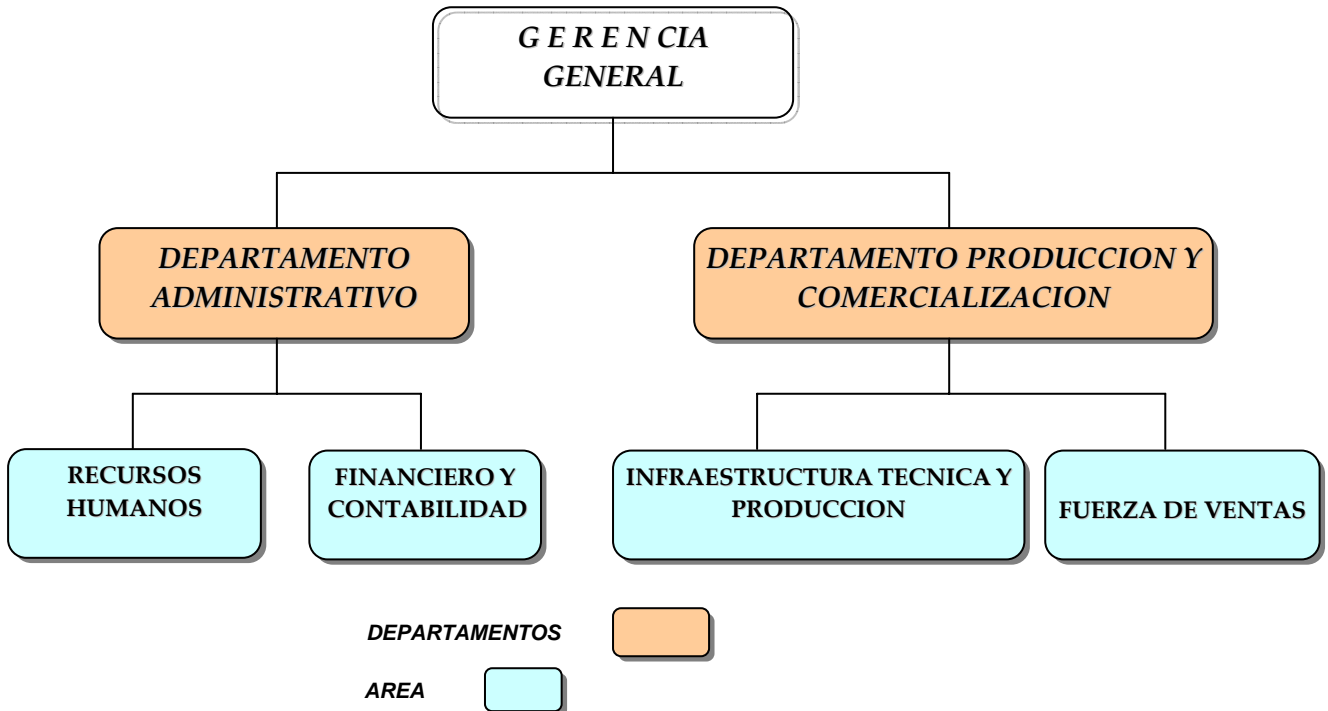 G E R E N CIA
GENERAL
DEPARTAMENTO
ADMINISTRATIVO
DEPARTAMENTO PRODUCCION Y
COMERCIALIZACION
RECURSOS
HUMANOS
FINANCIERO Y
CONTABILIDAD
INFRAESTRUCTURA TECNICA Y
PRODUCCION
FUERZA DE VENTAS
DEPARTAMENTOS
AREA